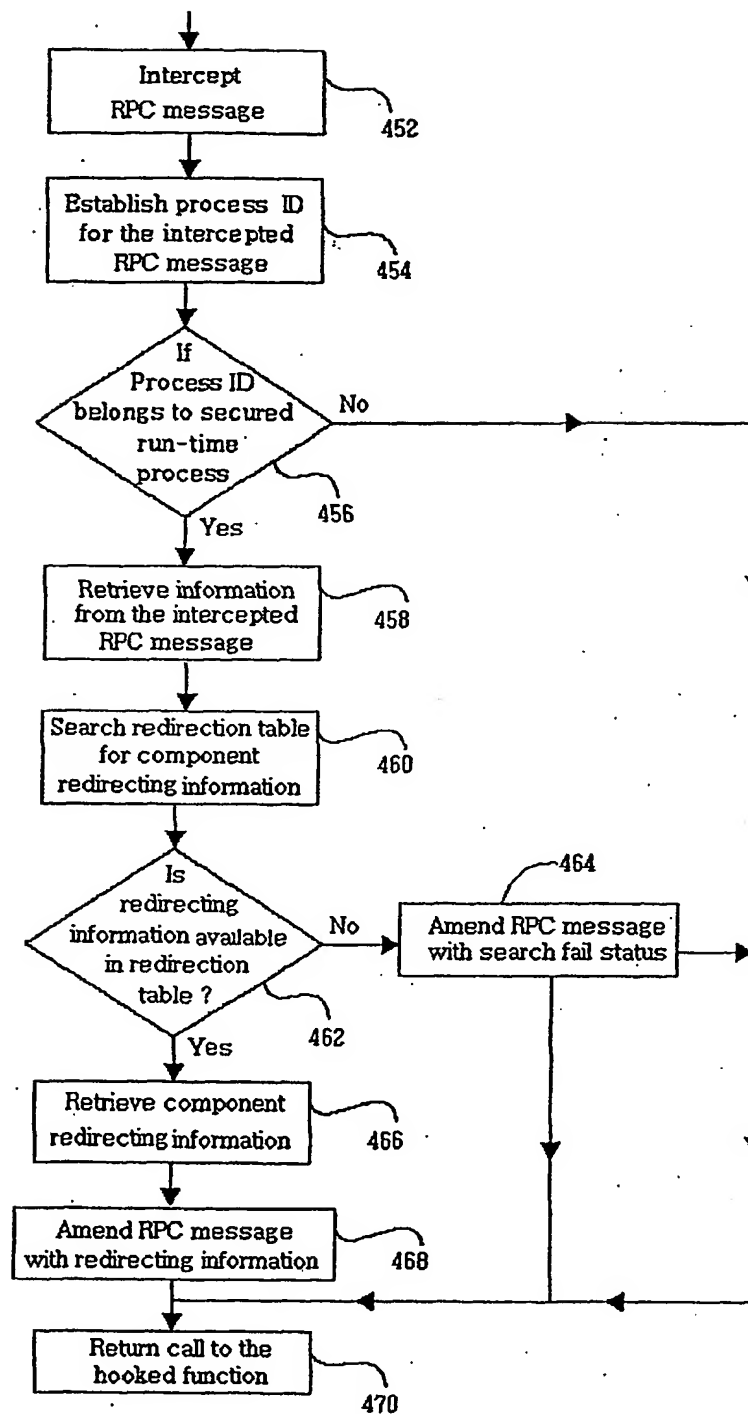 Intercept
RPC message
452
Establish process ID
for the intercepted
RPC message
454
If
Process ID
belongs to secured
run-time
process
No
456
Yes
Retrieve information
from the intercepted
RPC message
458
Search redirection table
for component
redirecting information
460
Is
redirecting
information available
in redirection
table ?
No
464
Amend RPC message
with search fail status
462
Yes
Retrieve component
redirecting information
466
Amend RPC message
with redirecting information
468
Return call to the
hooked function
470